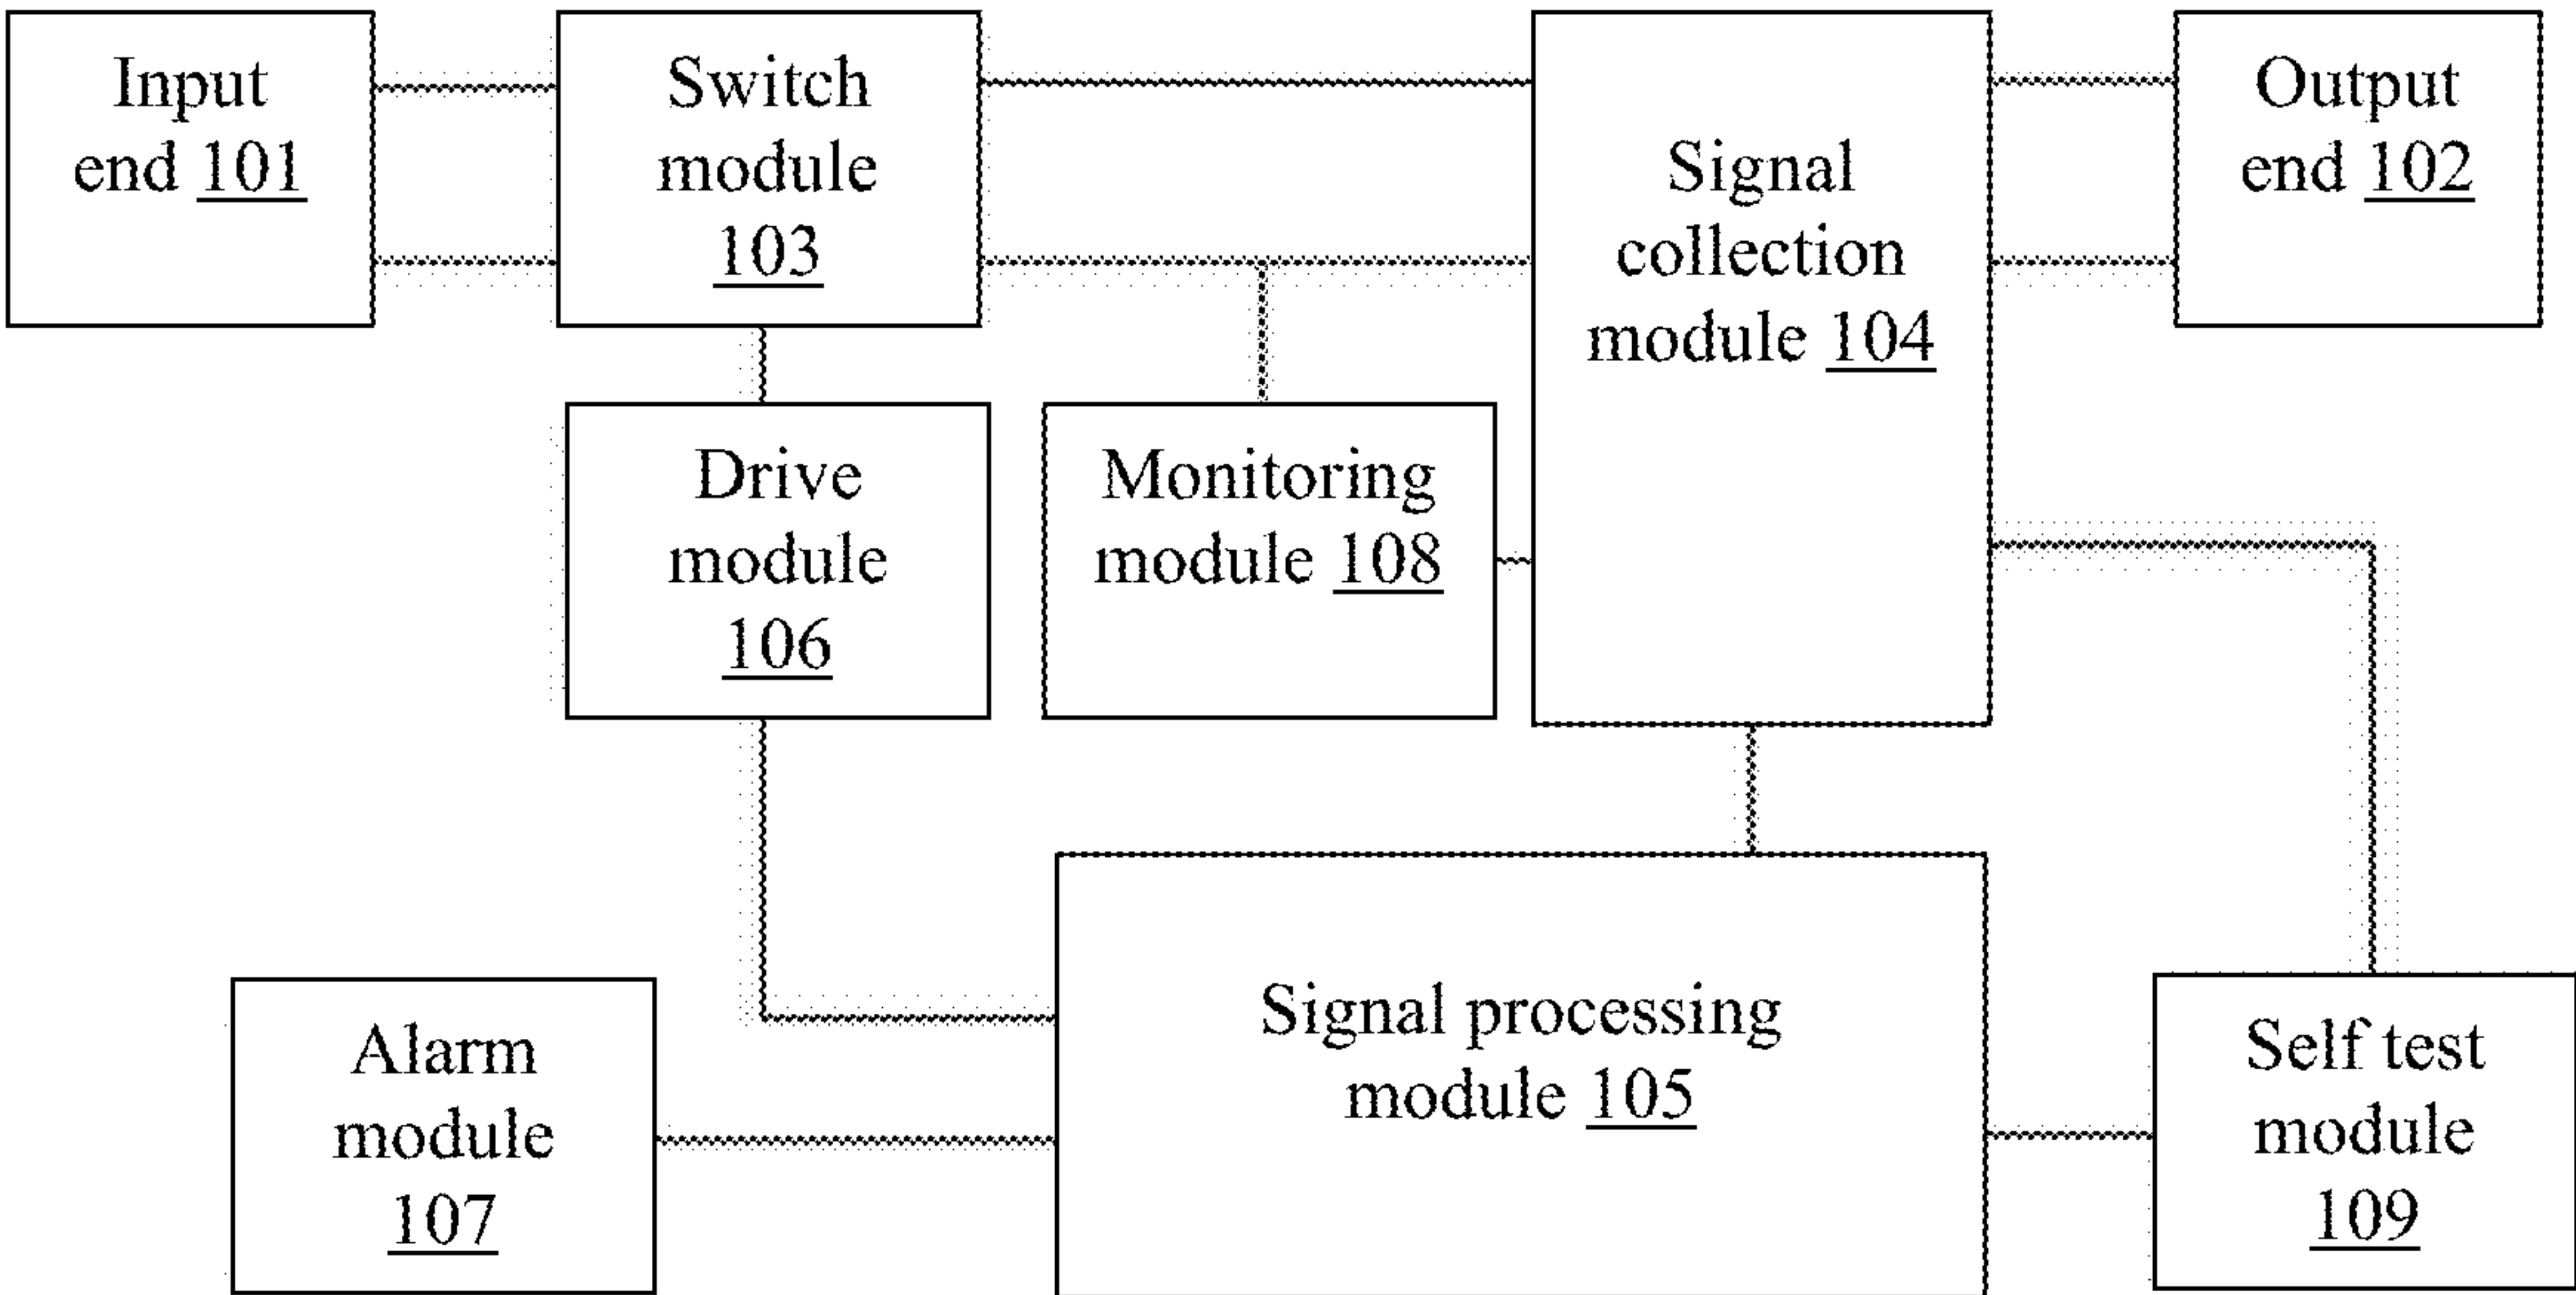 Input
end 101
Switch
module
103
Signal
collection
module 104
Output
end 102
Drive
module
106
Monitoring
module 108
Alarm
module
107
Signal processing
module 105
Self test
module
109